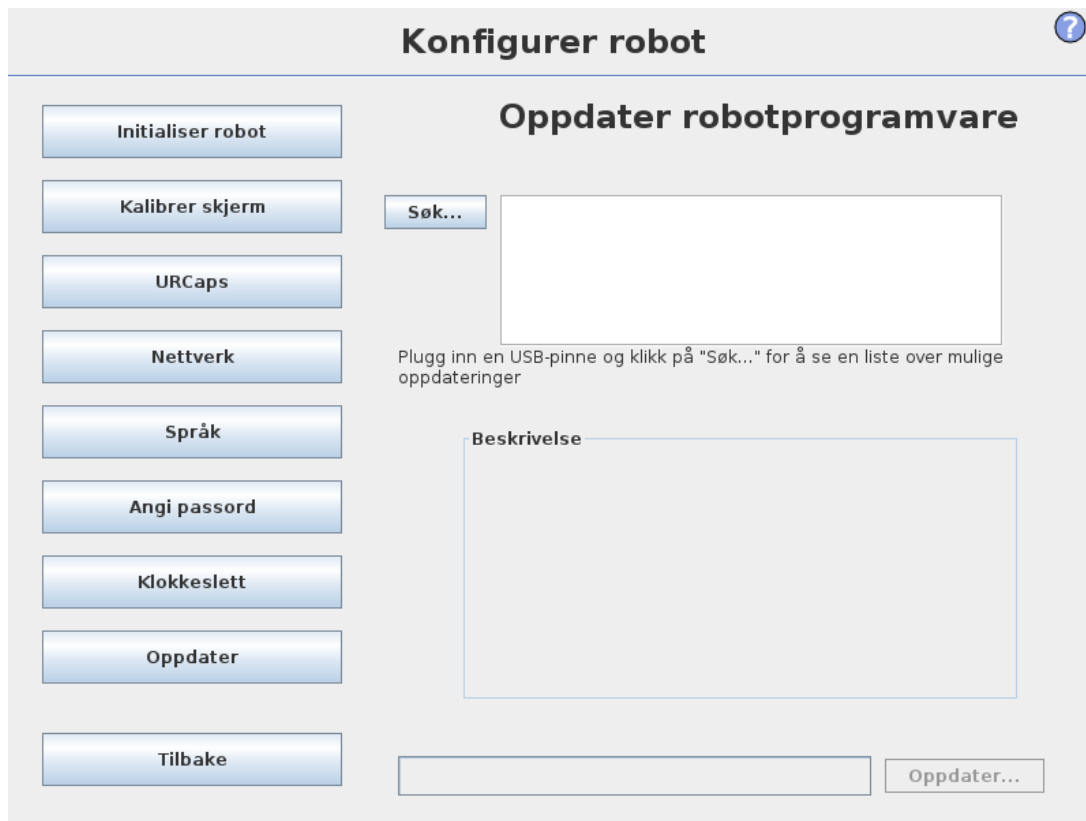 Konfigurer robot
?
Initialiser robot
Kalibrer skjerm
URCaps
Nettverk
Språk
Angi passord
Klokkeslett
Oppdater
Tilbake
Oppdater robotprogramvare
Søk...
Plugg inn en USB-pinne og klikk på "Søk..." for å se en liste over mulige
oppdateringer
Beskrivelse
Oppdater...